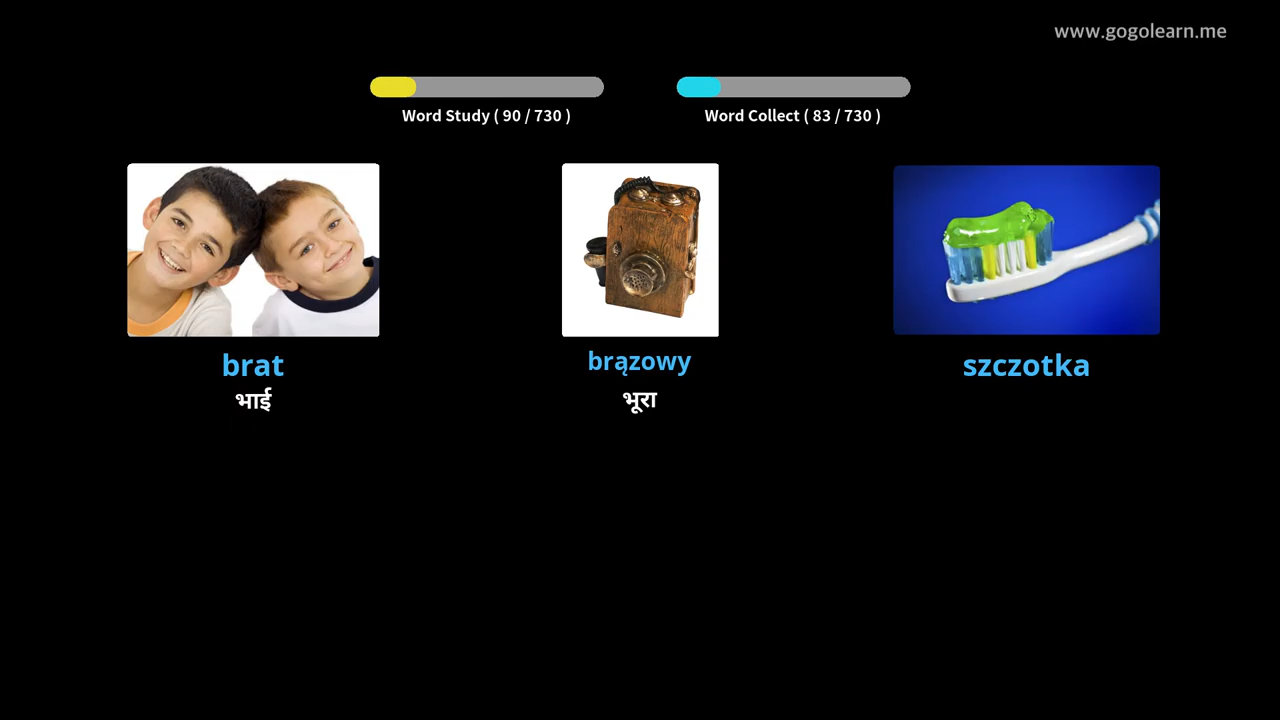 www.gogolearn.me
Word Study ( 90 / 730 )
Word Collect ( 83 / 730 )
brat
भाई
brązowy
भूरा
szczotka